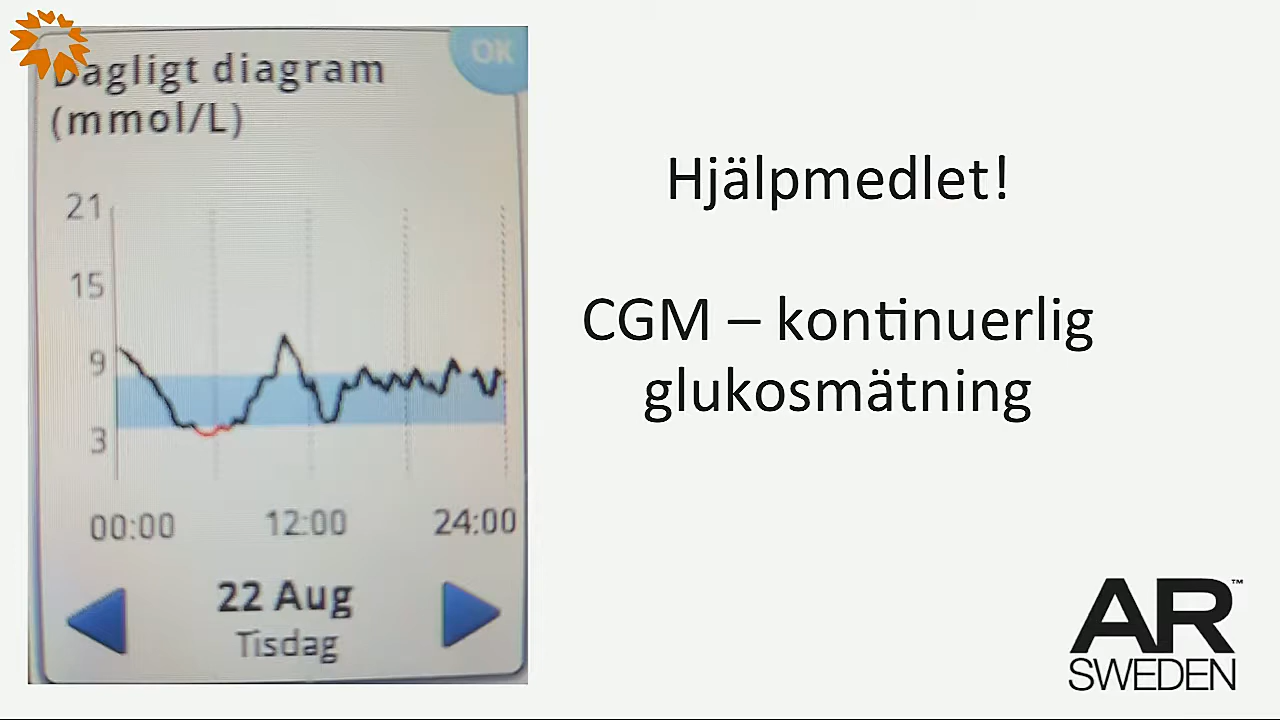 Dagligt diagram
(mmol/L)
OK
21
15
9
3
00:00 12:00 24:00
22 Aug
Tisdag
Hjälpmedlet!
CGM – kontinuerlig
glukosmätning
AR™
SWEDEN